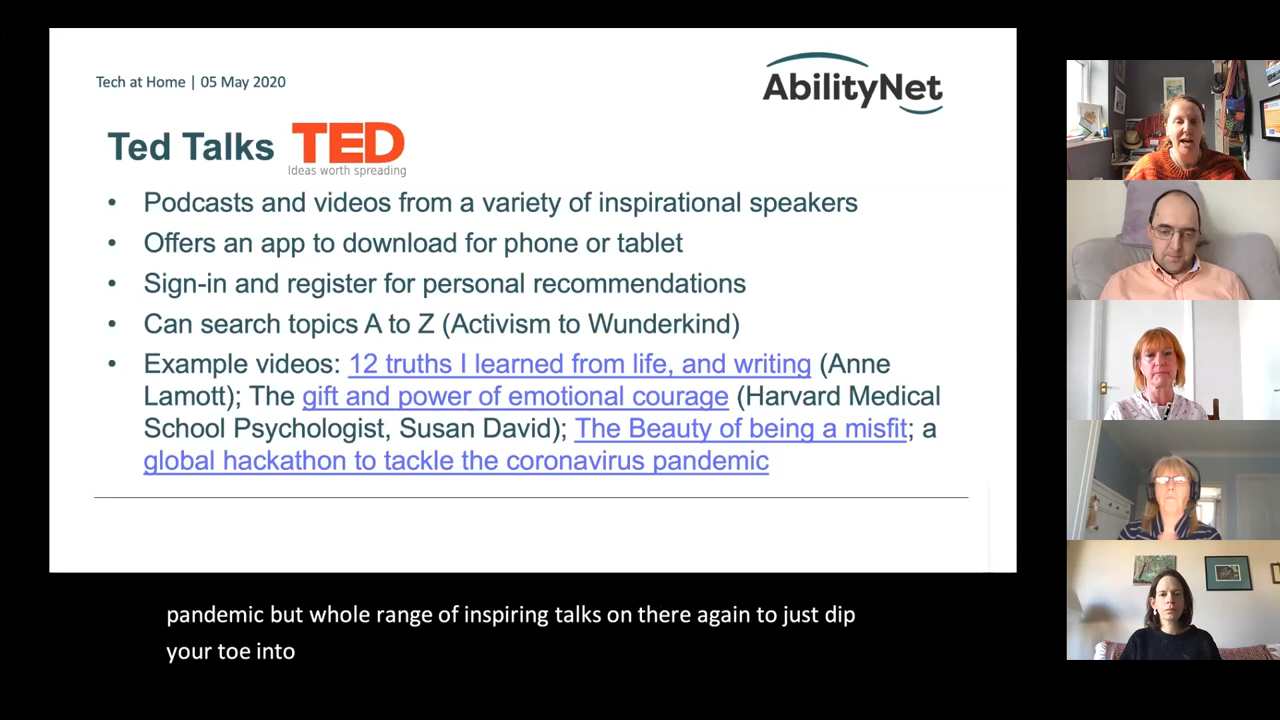 Tech at Home | 05 May 2020
AbilityNet
Ted Talks TED
Ideas worth spreading
• Podcasts and videos from a variety of inspirational speakers
• Offers an app to download for phone or tablet
• Sign-in and register for personal recommendations
• Can search topics A to Z (Activism to Wunderkind)
• Example videos: 12 truths I learned from life, and writing (Anne
Lamott); The gift and power of emotional courage (Harvard Medical
School Psychologist, Susan David); The Beauty of being a misfit; a
global hackathon to tackle the coronavirus pandemic
pandemic but whole range of inspiring talks on there again to just dip
your toe into